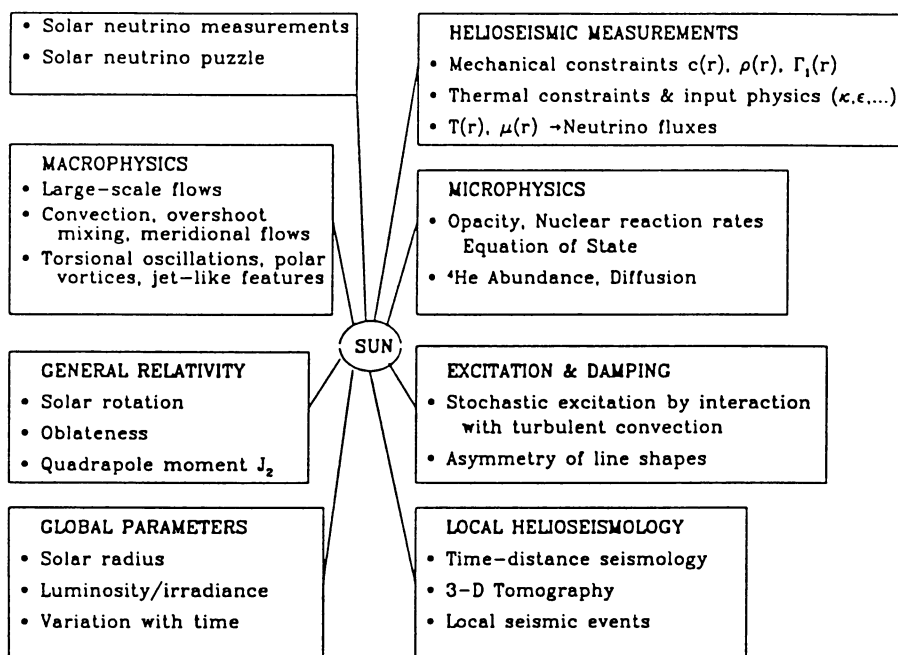 • Solar neutrino measurements
• Solar neutrino puzzle
HELIOSEISMIC MEASUREMENTS
• Mechanical constraints c(r), ρ(r), Γ₁(r)
• Thermal constraints & input physics (κ,ε,...)
• T(r), μ(r) →Neutrino fluxes
MACROPHYSICS
• Large-scale flows
• Convection, overshoot
mixing, meridional flows
• Torsional oscillations, polar
vortices, jet-like features
MICROPHYSICS
• Opacity, Nuclear reaction rates
Equation of State
• ⁴He Abundance, Diffusion
SUN
GENERAL RELATIVITY
• Solar rotation
• Oblateness
• Quadrapole moment J₂
EXCITATION & DAMPING
• Stochastic excitation by interaction
with turbulent convection
• Asymmetry of line shapes
GLOBAL PARAMETERS
• Solar radius
• Luminosity/irradiance
• Variation with time
LOCAL HELIOSEISMOLOGY
• Time-distance seismology
• 3-D Tomography
• Local seismic events